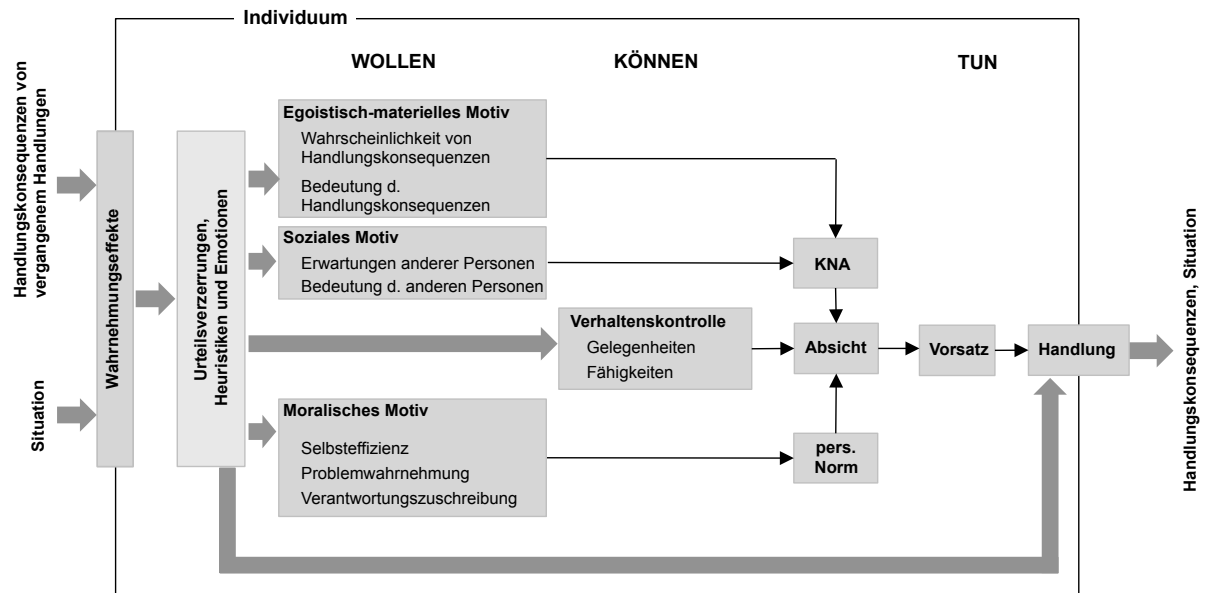 Individuum
WOLLEN
KÖNNEN
TUN
Handlungskonsequenzen von
vergangenem Handlungen
Situation
Wahrnehmungseffekte
Urteilsverzerrungen,
Heuristiken und Emotionen
Egoistisch-materielles Motiv
Wahrscheinlichkeit von
Handlungskonsequenzen
Bedeutung d.
Handlungskonsequenzen
Soziales Motiv
Erwartungen anderer Personen
Bedeutung d. anderen Personen
Verhaltenskontrolle
Gelegenheiten
Fähigkeiten
Moralisches Motiv
Selbsteffizienz
Problemwahrnehmung
Verantwortungszuschreibung
KNA
Absicht
pers.
Norm
Vorsatz
Handlung
Handlungskonsequenzen, Situation